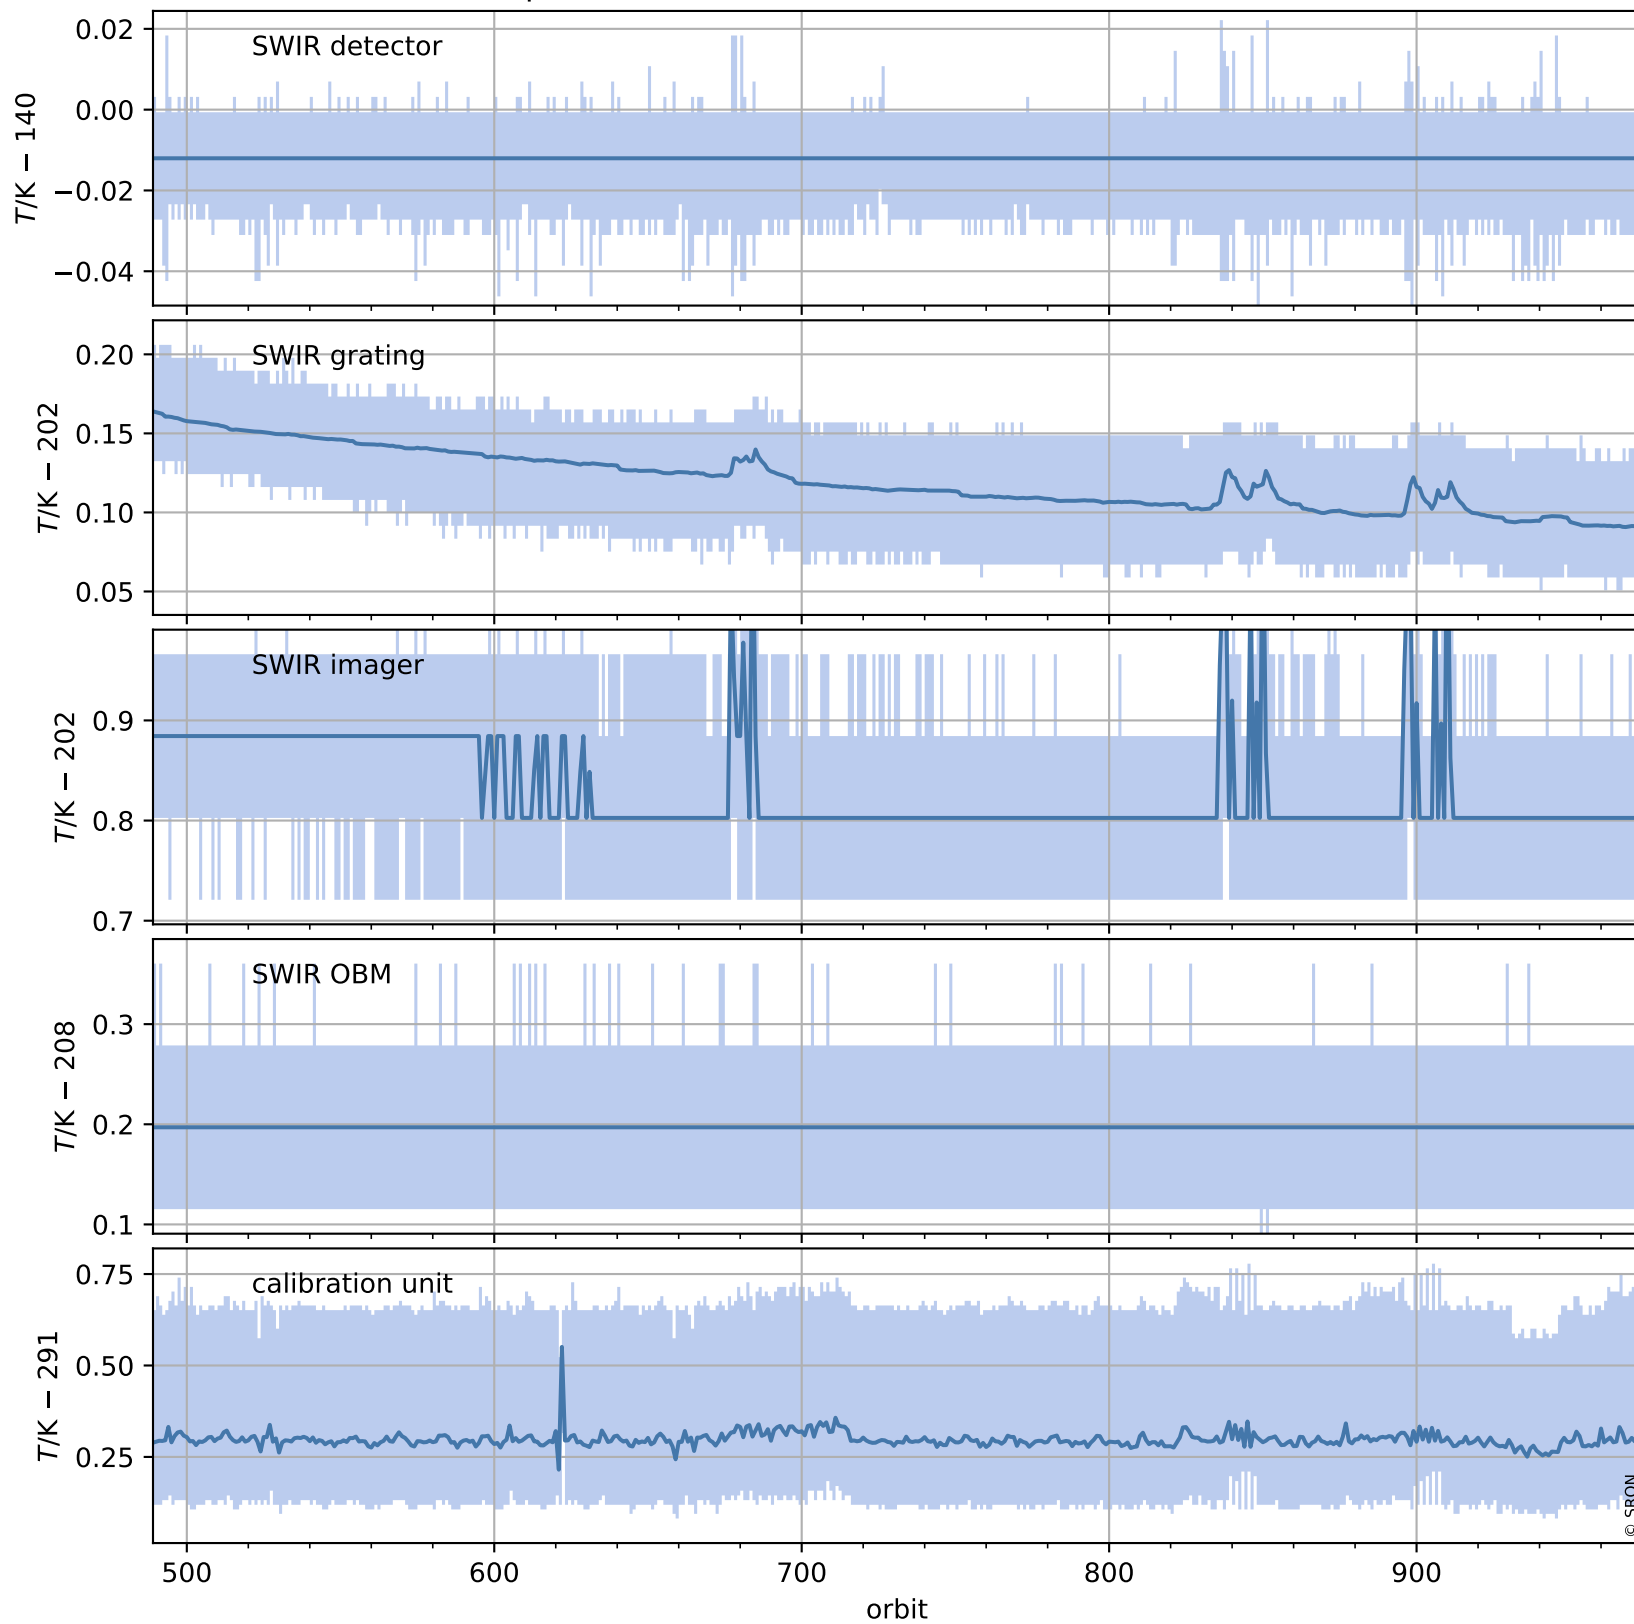 0.02
0.00
−0.02
−0.04
T/K − 140
SWIR detector
0.20
0.15
0.10
0.05
T/K − 202
SWIR grating
0.9
0.8
0.7
T/K − 202
SWIR imager
0.3
0.2
0.1
T/K − 208
SWIR OBM
0.75
0.50
0.25
T/K − 291
calibration unit
© SRON
500 600 700 800 900
orbit